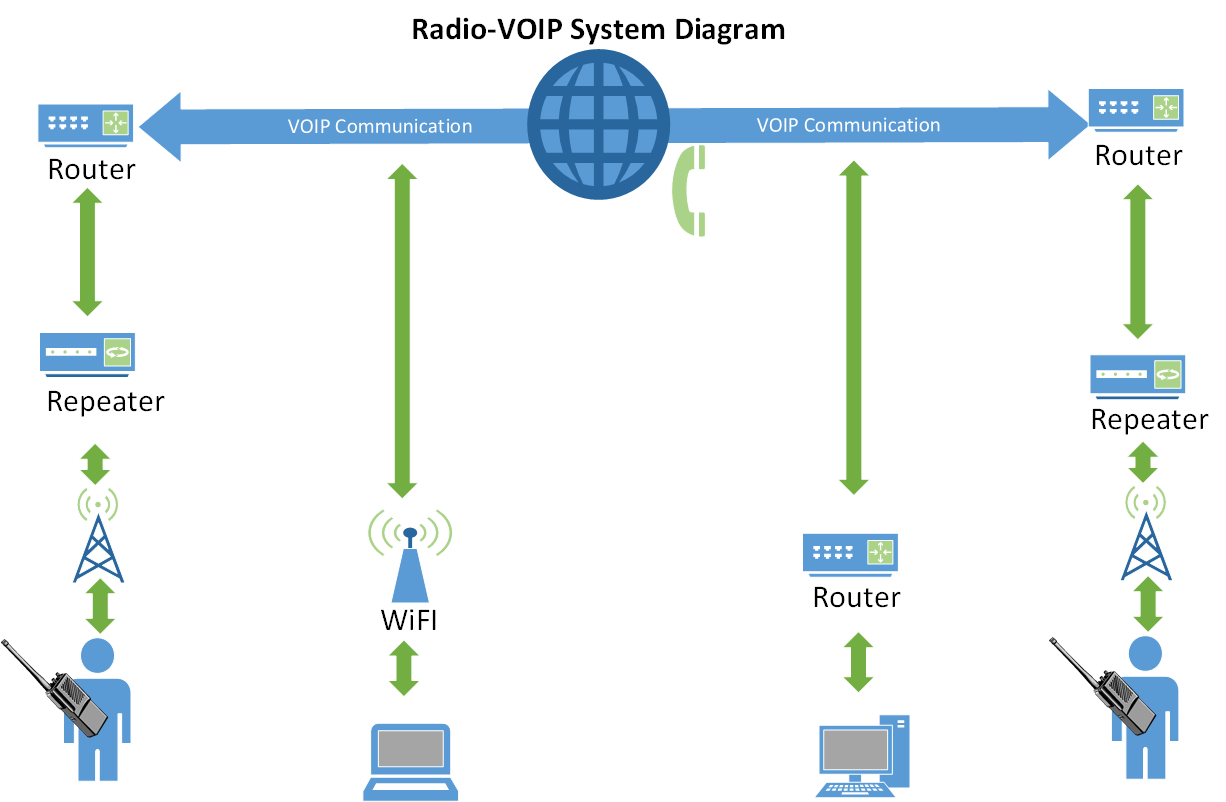 Radio-VOIP System Diagram
VOIP Communication
VOIP Communication
Router
Router
Repeater
Repeater
WiFI
Router